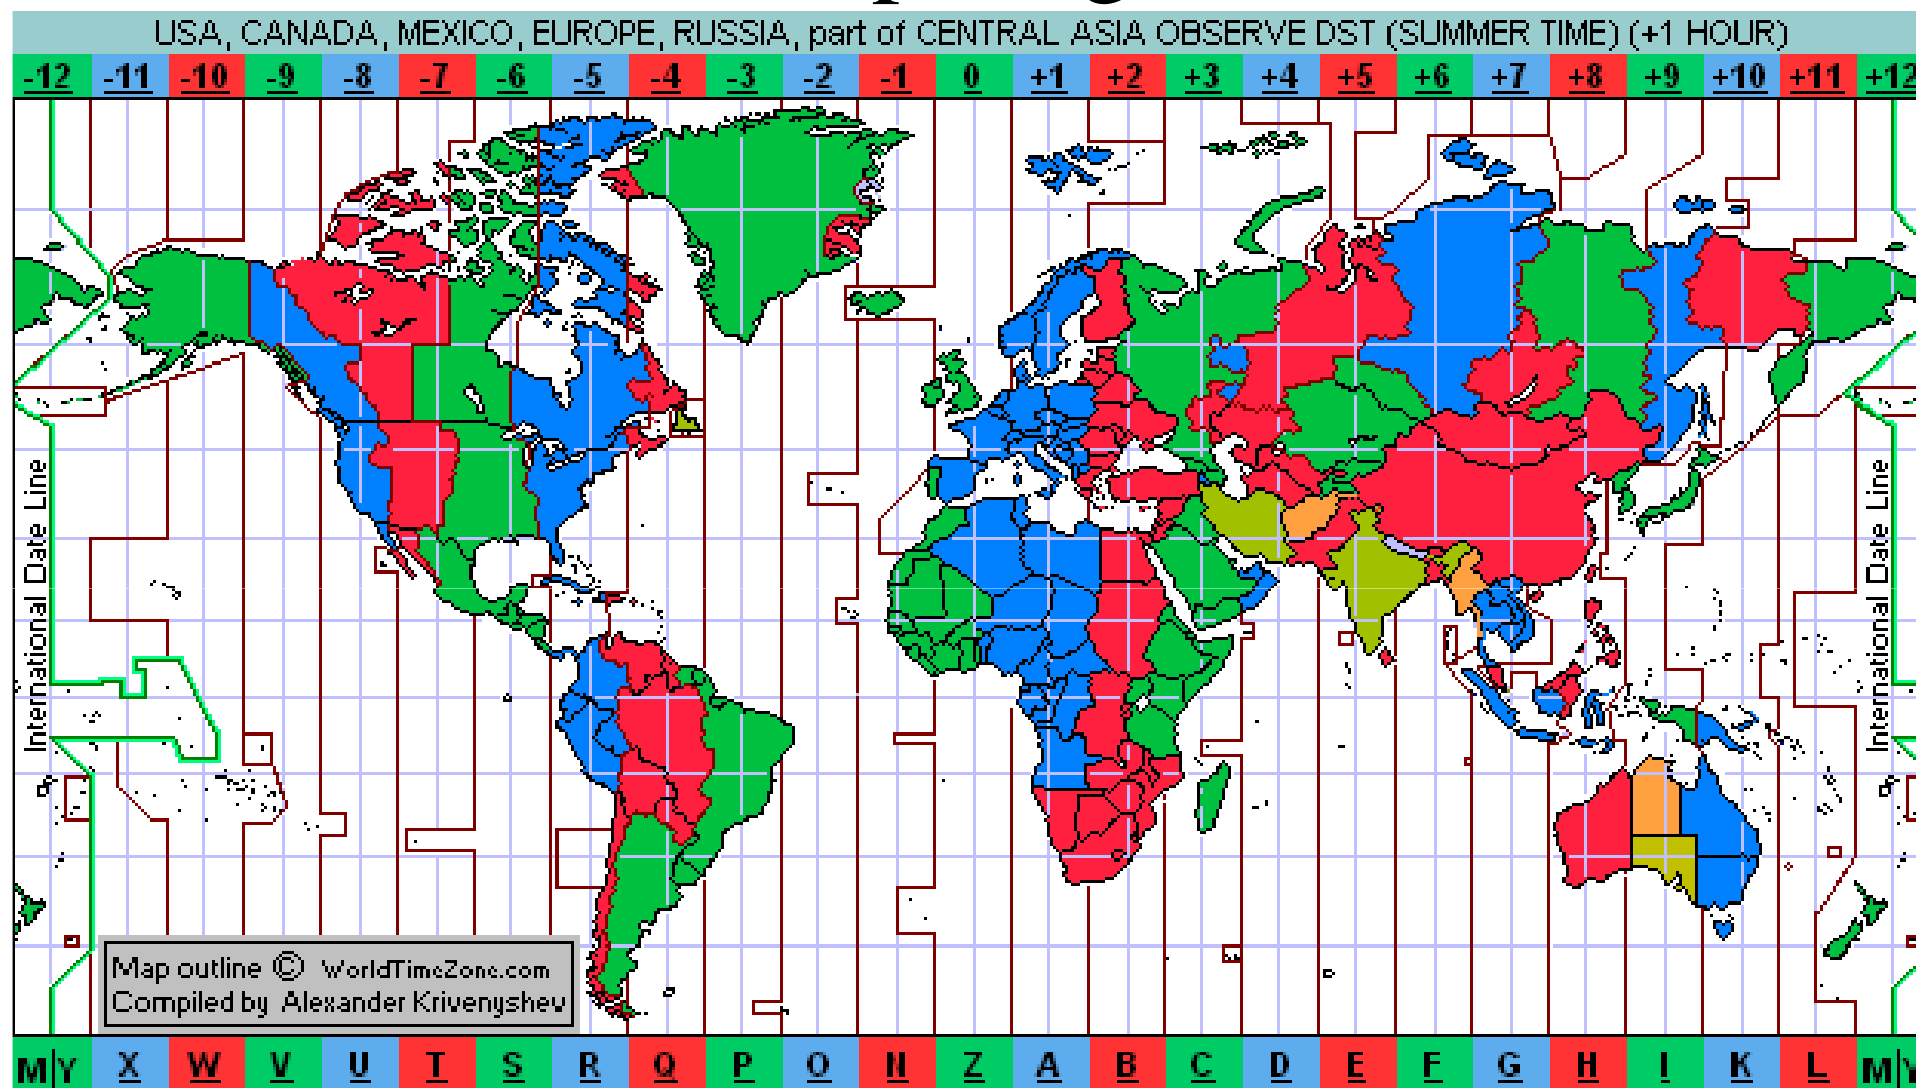 USA, CANADA, MEXICO, EUROPE, RUSSIA, part of CENTRAL ASIA OBSERVE DST (SUMMER TIME) (+1 HOUR)
-12 -11 -10 -9 -8 -7 -6 -5 -4 -3 -2 -1 0 +1 +2 +3 +4 +5 +6 +7 +8 +9 +10 +11 +12
International Date Line
International Date Line
Map outline © WorldTimeZone.com
Compiled by Alexander Krivenyshev
M|Y X W V U T S R Q P O N Z A B C D E F G H I K L M|Y